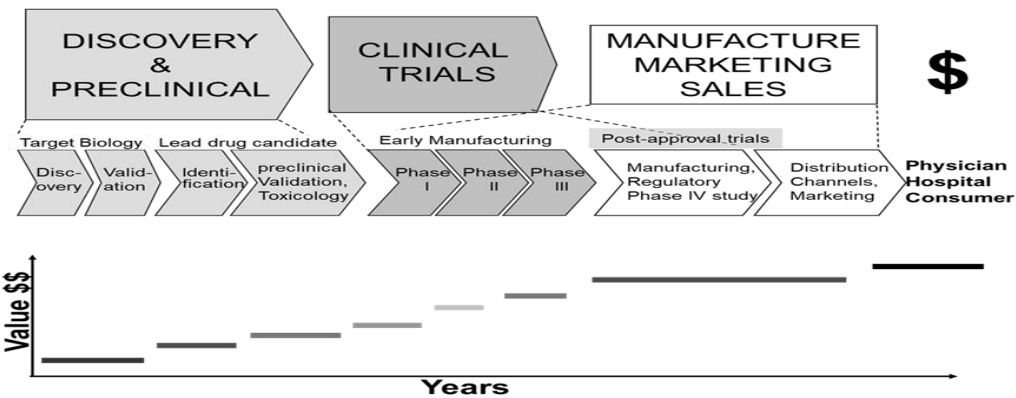 DISCOVERY
&
PRECLINICAL
CLINICAL
TRIALS
MANUFACTURE
MARKETING
SALES
$
Target Biology
Lead drug candidate
Early Manufacturing
Post-approval trials
Disc-
overy
Valid-
ation
Identi-
fication
preclinical
Validation,
Toxicology
Phase
I
Phase
II
Phase
III
Manufacturing,
Regulatory
Phase IV study
Distribution
Channels,
Marketing
Physician
Hospital
Consumer
Value $$
Years